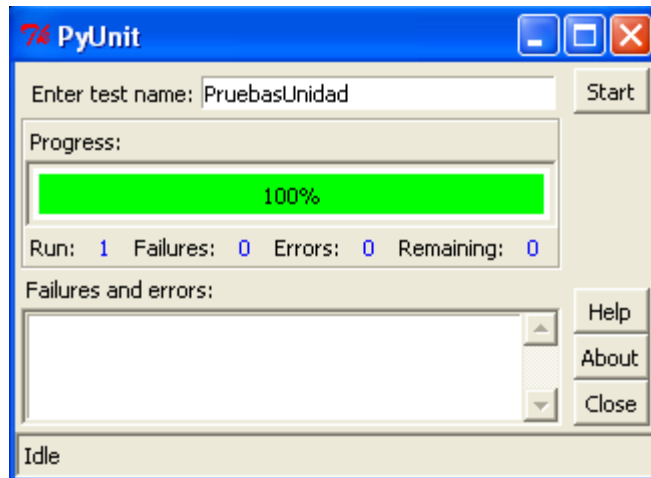 PyUnit
Enter test name: PruebasUnidad Start
Progress:
100%
Run: 1 Failures: 0 Errors: 0 Remaining: 0
Failures and errors:
Help
About
Close
Idle